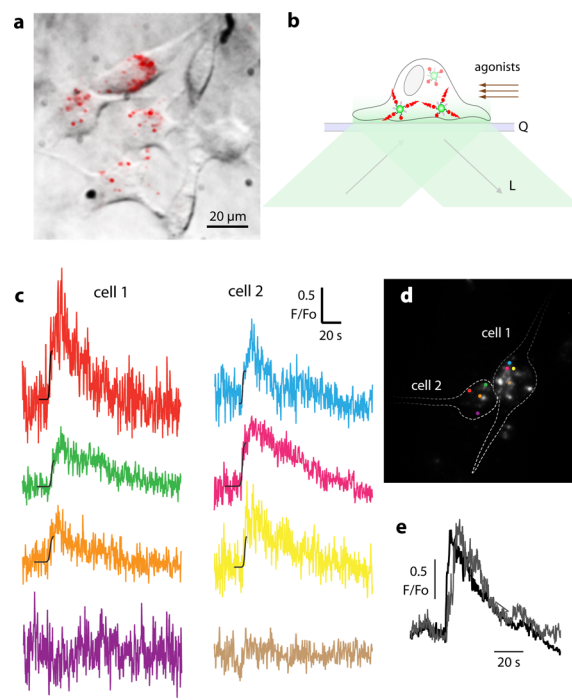 a
20 µm
b
agonists
Q
L
c
cell 1
cell 2
0.5
F/Fo
20 s
d
cell 1
cell 2
e
0.5
F/Fo
20 s